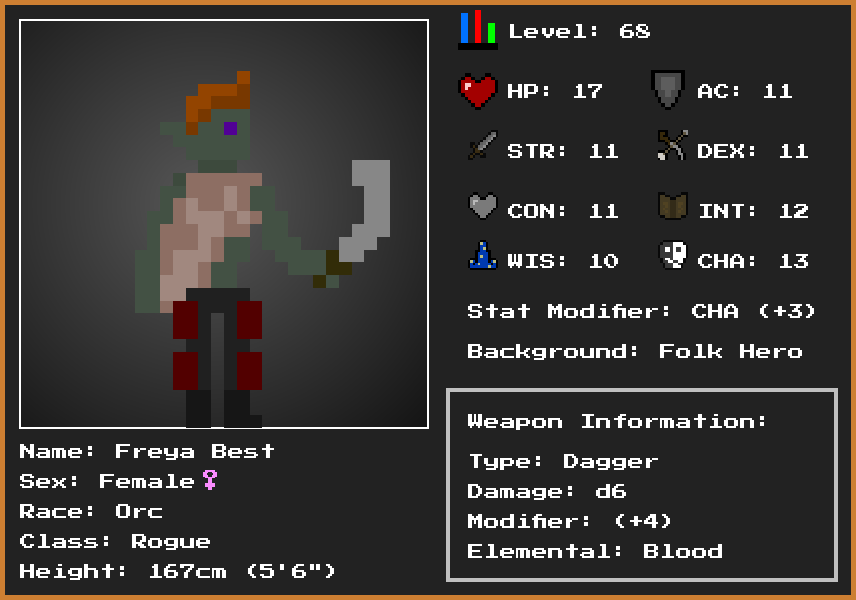 Level: 68
HP: 17
AC: 11
STR: 11
DEX: 11
CON: 11
INT: 12
WIS: 10
CHA: 13
Stat Modifier: CHA (+3)
Background: Folk Hero
Weapon Information:
Type: Dagger
Damage: d6
Modifier: (+4)
Elemental: Blood
Name: Freya Best
Sex: Female♀
Race: Orc
Class: Rogue
Height: 167cm (5'6")